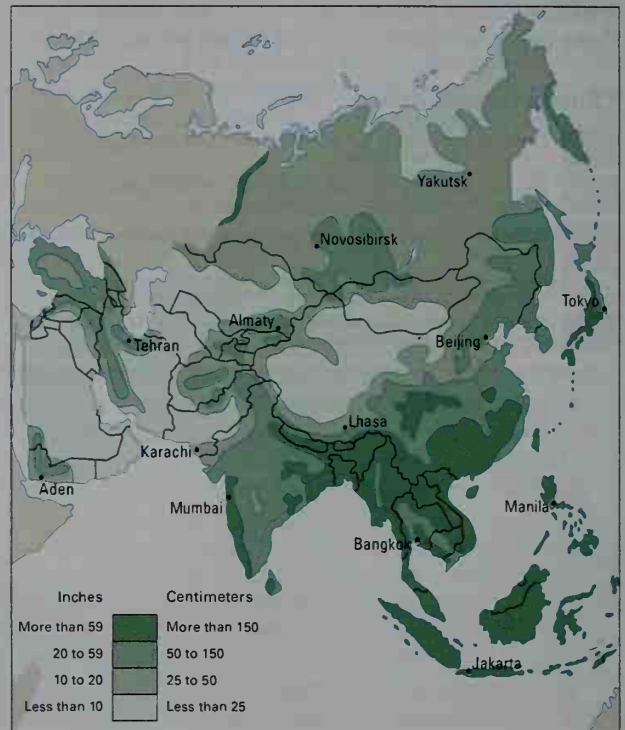 Yakutsk
Novosibirsk
Tokyo
Almaty
Beijing
Tehran
Lhasa
Karachi
Aden
Mumbai
Manila
Bangkok
Inches Centimeters
More than 59 More than 150
20 to 59 50 to 150
10 to 20 25 to 50
Less than 10 Less than 25
Jakarta